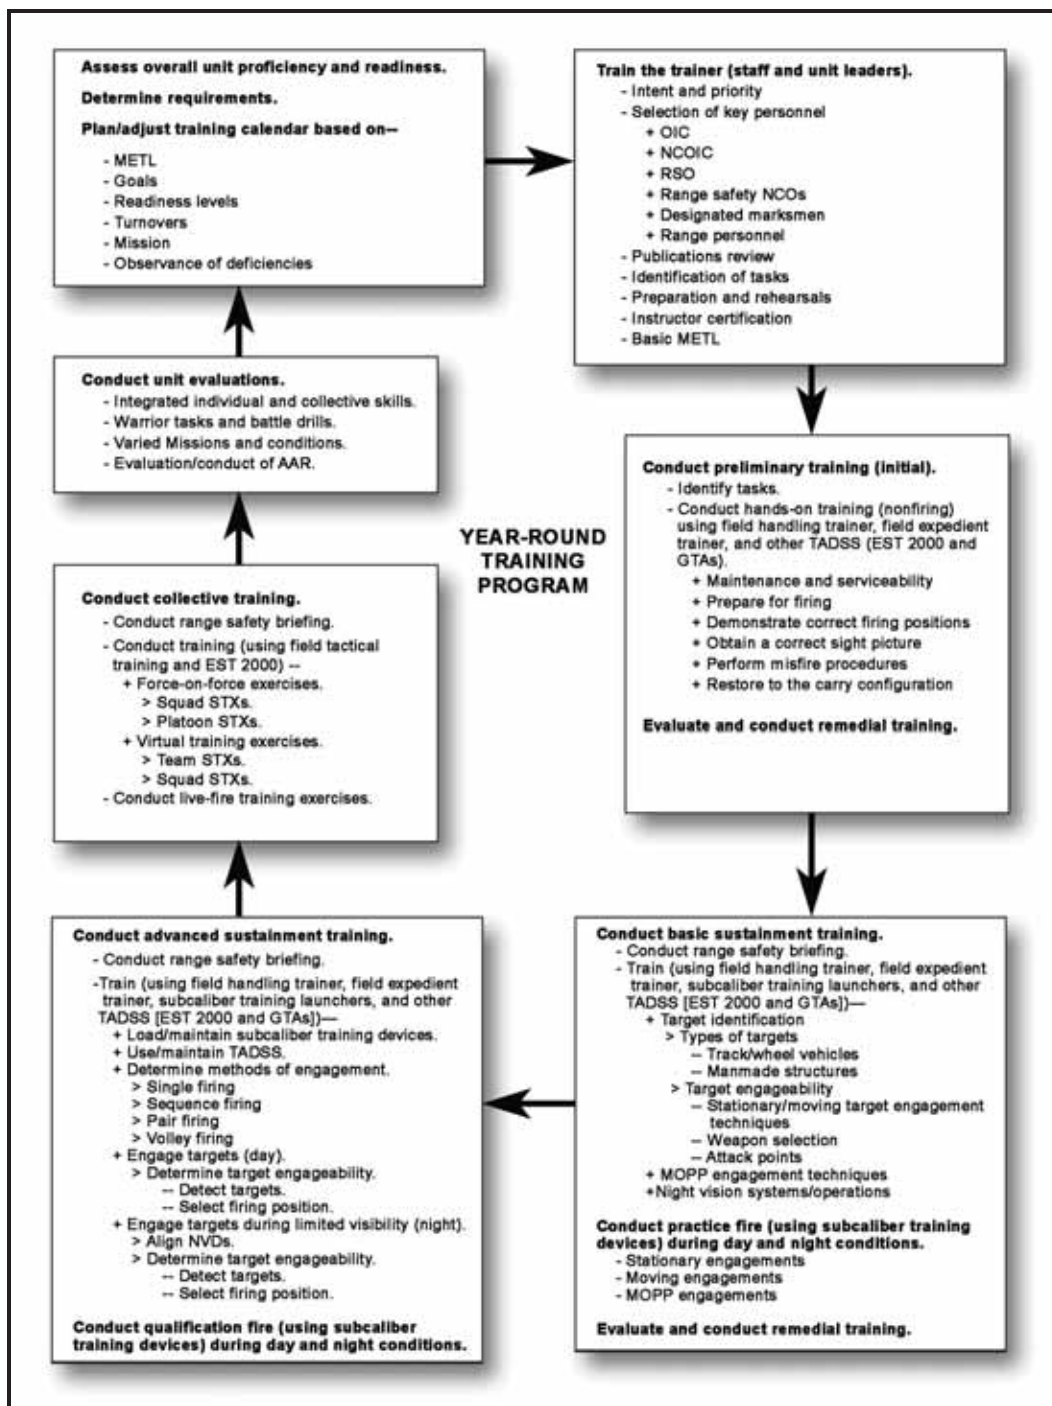 Assess overall unit proficiency and readiness.
Determine requirements.
Plan/adjust training calendar based on--
- METL
- Goals
- Readiness levels
- Turnovers
- Mission
- Observance of deficiencies
Train the trainer (staff and unit leaders).
- Intent and priority
- Selection of key personnel
+ OIC
+ NCOIC
+ RSO
+ Range safety NCOs
+ Designated marksmen
+ Range personnel
- Publications review
- Identification of tasks
- Preparation and rehearsals
- Instructor certification
- Basic METL
Conduct preliminary training (initial).
- Identify tasks.
- Conduct hands-on training (nonfiring)
using field handling trainer, field expedient
trainer, and other TADSS (EST 2000 and
GTAs).
+ Maintenance and serviceability
+ Prepare for firing
+ Demonstrate correct firing positions
+ Obtain a correct sight picture
+ Perform misfire procedures
+ Restore to the carry configuration
Evaluate and conduct remedial training.
Conduct basic sustainment training.
- Conduct range safety briefing.
- Train (using field handling trainer, field expedient
trainer, subcaliber training launchers, and other
TADSS [EST 2000 and GTAs])—
+ Target identification
> Types of targets
-- Track/wheel vehicles
-- Manmade structures
> Target engageability
-- Stationary/moving target engagement
techniques
-- Weapon selection
-- Attack points
+ MOPP engagement techniques
+Night vision systems/operations
Conduct practice fire (using subcaliber training
devices) during day and night conditions.
- Stationary engagements
- Moving engagements
- MOPP engagements
Evaluate and conduct remedial training.
Conduct advanced sustainment training.
- Conduct range safety briefing.
-Train (using field handling trainer, field expedient
trainer, subcaliber training launchers, and other
TADSS [EST 2000 and GTAs])—
+ Load/maintain subcaliber training devices.
+ Use/maintain TADSS.
+ Determine methods of engagement.
> Single firing
> Sequence firing
> Pair firing
> Volley firing
+ Engage targets (day).
> Determine target engageability.
-- Detect targets.
-- Select firing position.
+ Engage targets during limited visibility (night).
> Align NVDs.
> Determine target engageability.
-- Detect targets.
-- Select firing position.
Conduct qualification fire (using subcaliber
training devices) during day and night conditions.
Conduct collective training.
- Conduct range safety briefing.
- Conduct training (using field tactical
training and EST 2000) --
+ Force-on-force exercises.
> Squad STXs.
> Platoon STXs.
+ Virtual training exercises.
> Team STXs.
> Squad STXs.
- Conduct live-fire training exercises.
Conduct unit evaluations.
- Integrated individual and collective skills.
- Warrior tasks and battle drills.
- Varied Missions and conditions.
- Evaluation/conduct of AAR.
YEAR-ROUND
TRAINING
PROGRAM